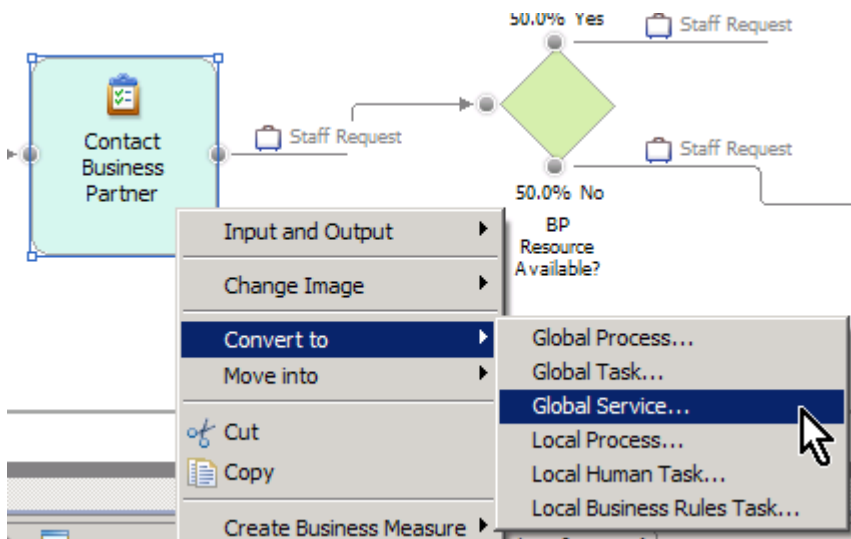 50.0% Yes
Staff Request
Contact
Business
Partner
Staff Request
Staff Request
50.0% No
BP
Resource
Available?
Input and Output
Change Image
Convert to
Move into
Cut
Copy
Create Business Measure
Global Process...
Global Task...
Global Service...
Local Process...
Local Human Task...
Local Business Rules Task...